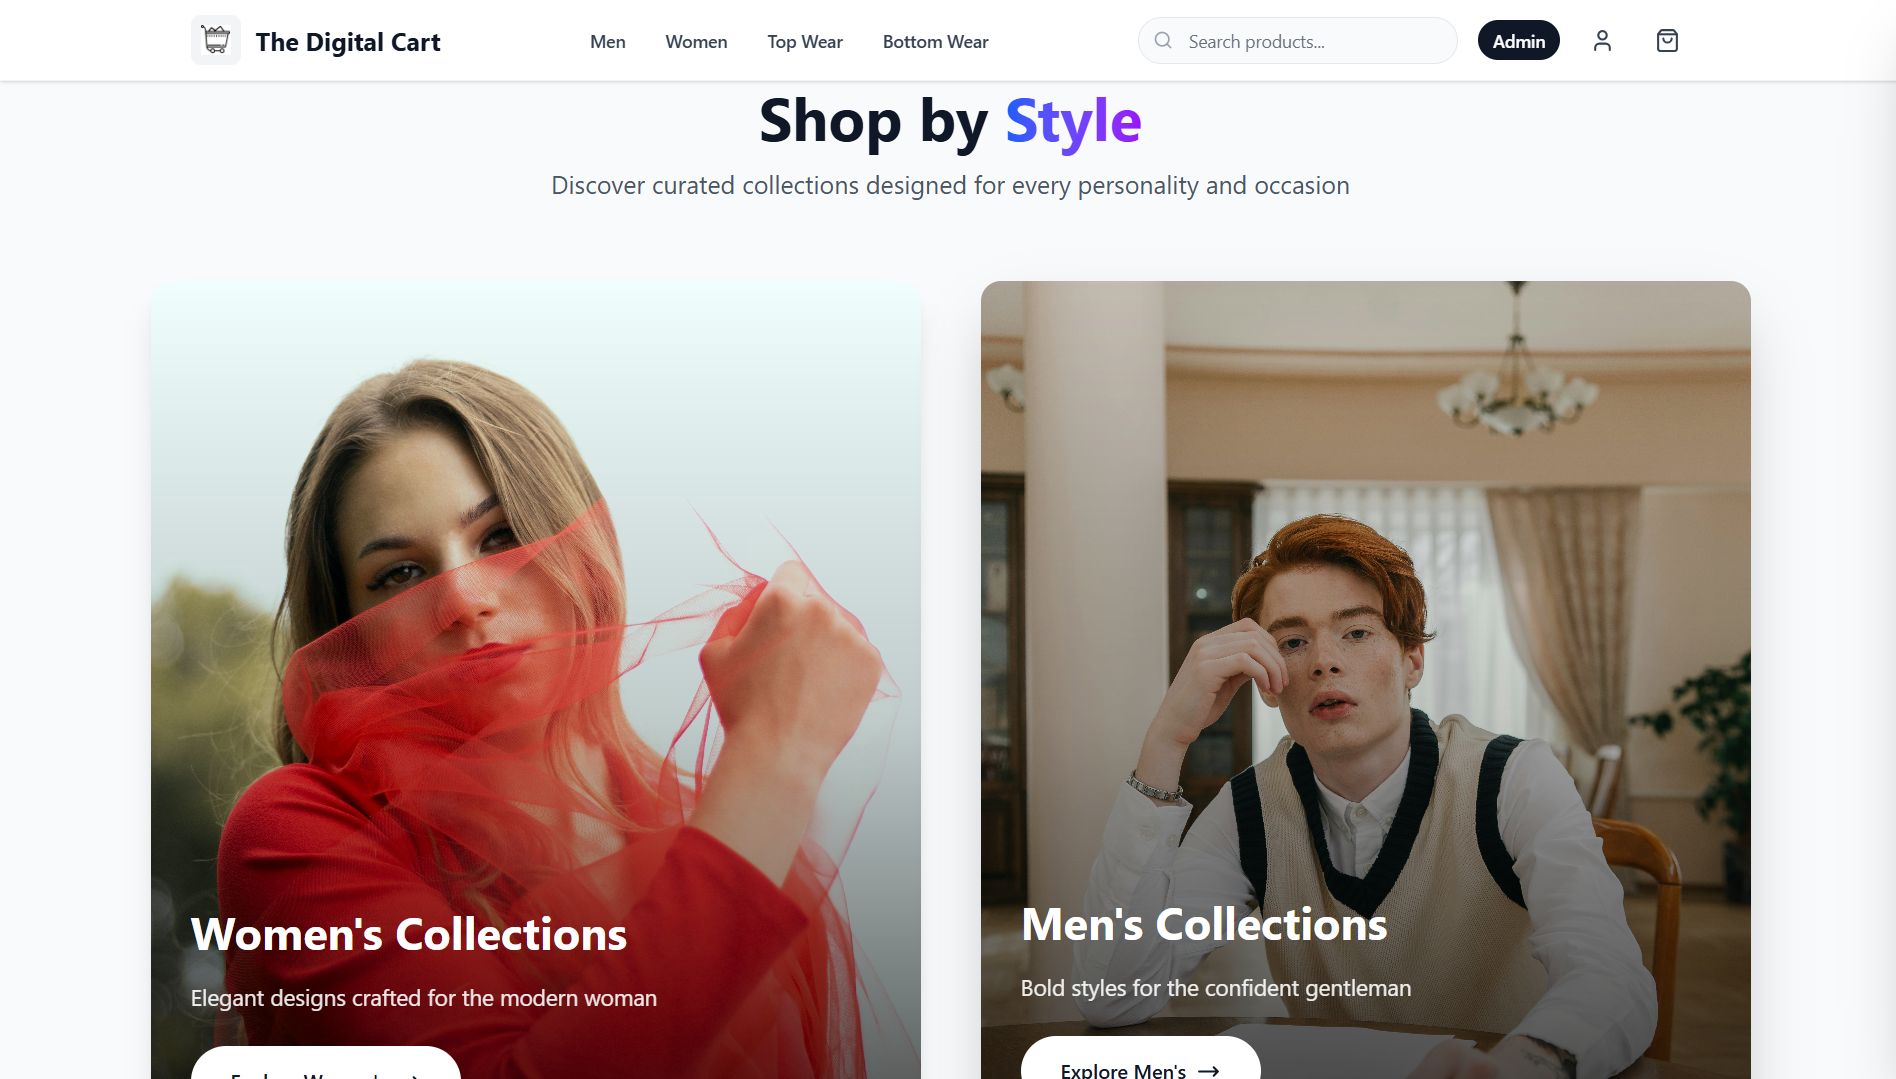 The Digital Cart
Men
Women
Top Wear
Bottom Wear
Search products...
Admin
Shop by Style
Discover curated collections designed for every personality and occasion
Women's Collections
Elegant designs crafted for the modern woman
Men's Collections
Bold styles for the confident gentleman
Explore Men's →